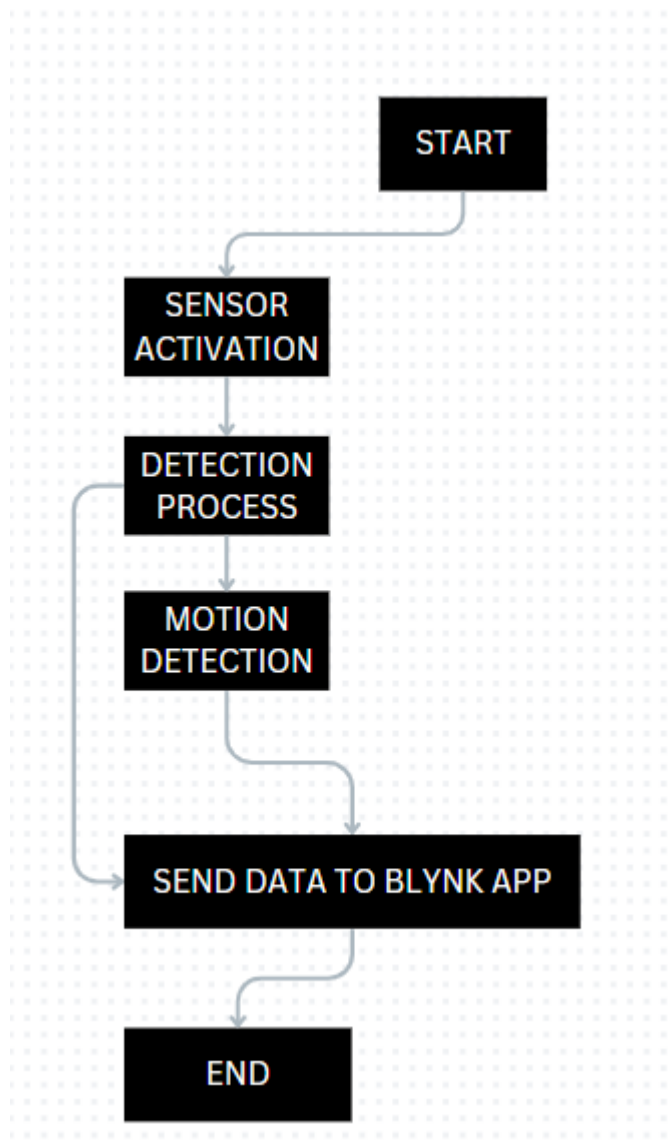 START
SENSOR
ACTIVATION
DETECTION
PROCESS
MOTION
DETECTION
SEND DATA TO BLYNK APP
END